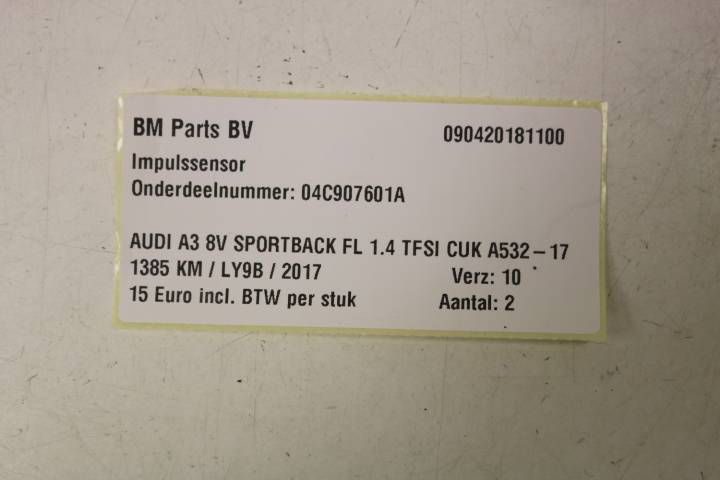 BM Parts BV 090420181100
Impulssensor
Onderdeelnummer: 04C907601A
AUDI A3 8V SPORTBACK FL 1.4 TFSI CUK A532-17
1385 KM / LY9B / 2017 Verz: 10
15 Euro incl. BTW per stuk Aantal: 2